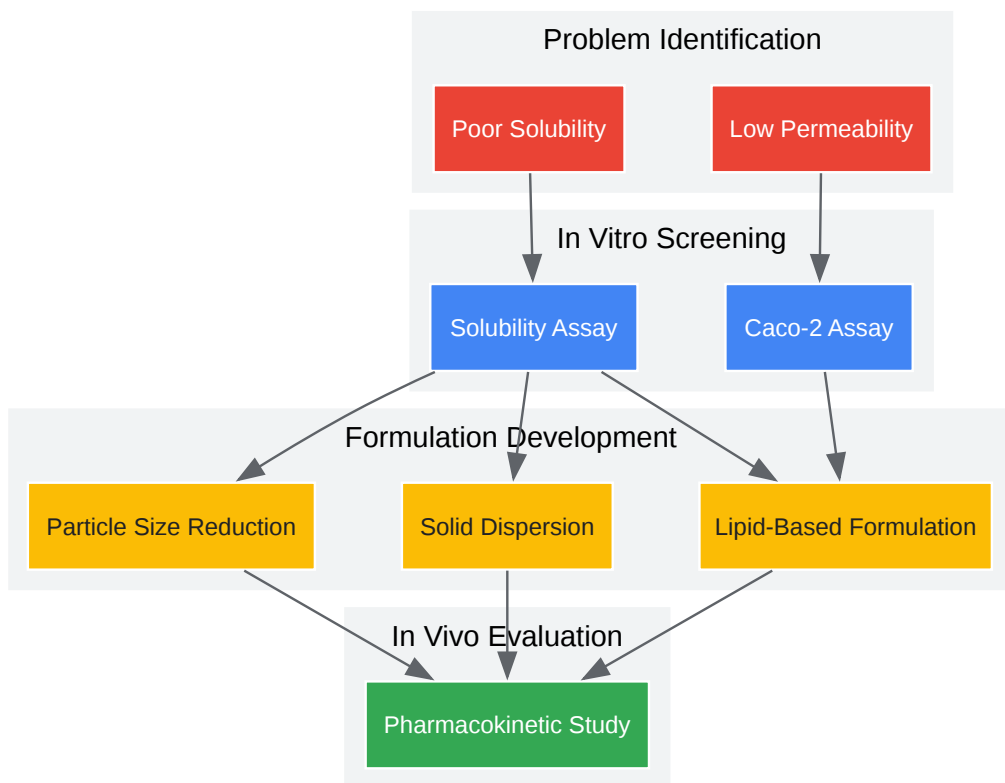 Problem Identification
Poor Solubility
Low Permeability
In Vitro Screening
Solubility Assay
Caco-2 Assay
Formulation Development
Particle Size Reduction
Solid Dispersion
Lipid-Based Formulation
In Vivo Evaluation
Pharmacokinetic Study